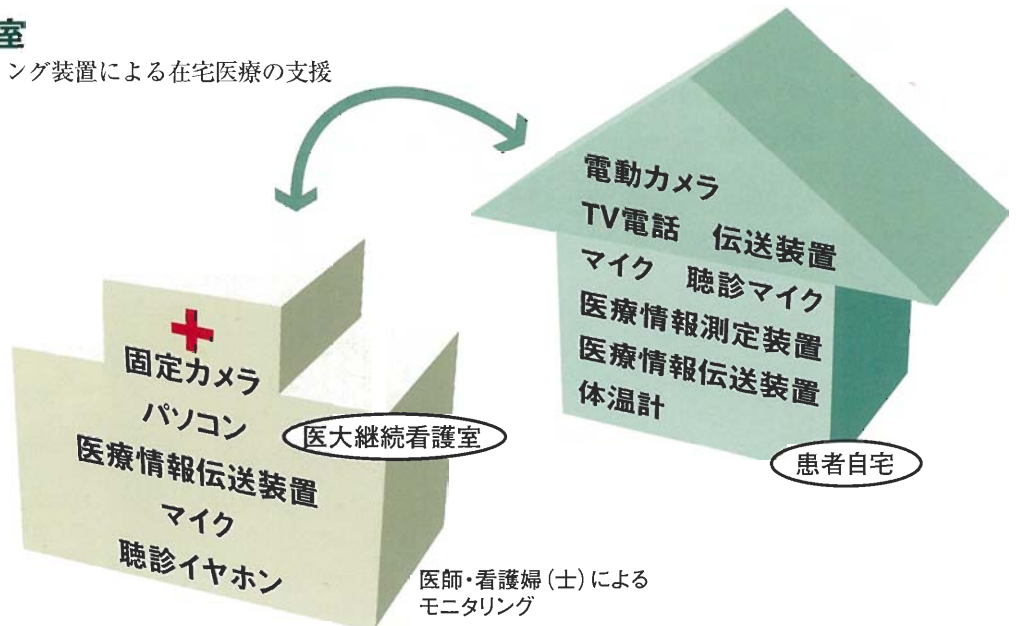 室
ング装置による在宅医療の支援
電動カメラ
TV電話 伝送装置
マイク 聴診マイク
医療情報測定装置
医療情報伝送装置
体温計
患者自宅
固定カメラ
パソコン
医療情報伝送装置
マイク
聴診イヤホン
医大継続看護室
医師・看護婦(士)による
モニタリング